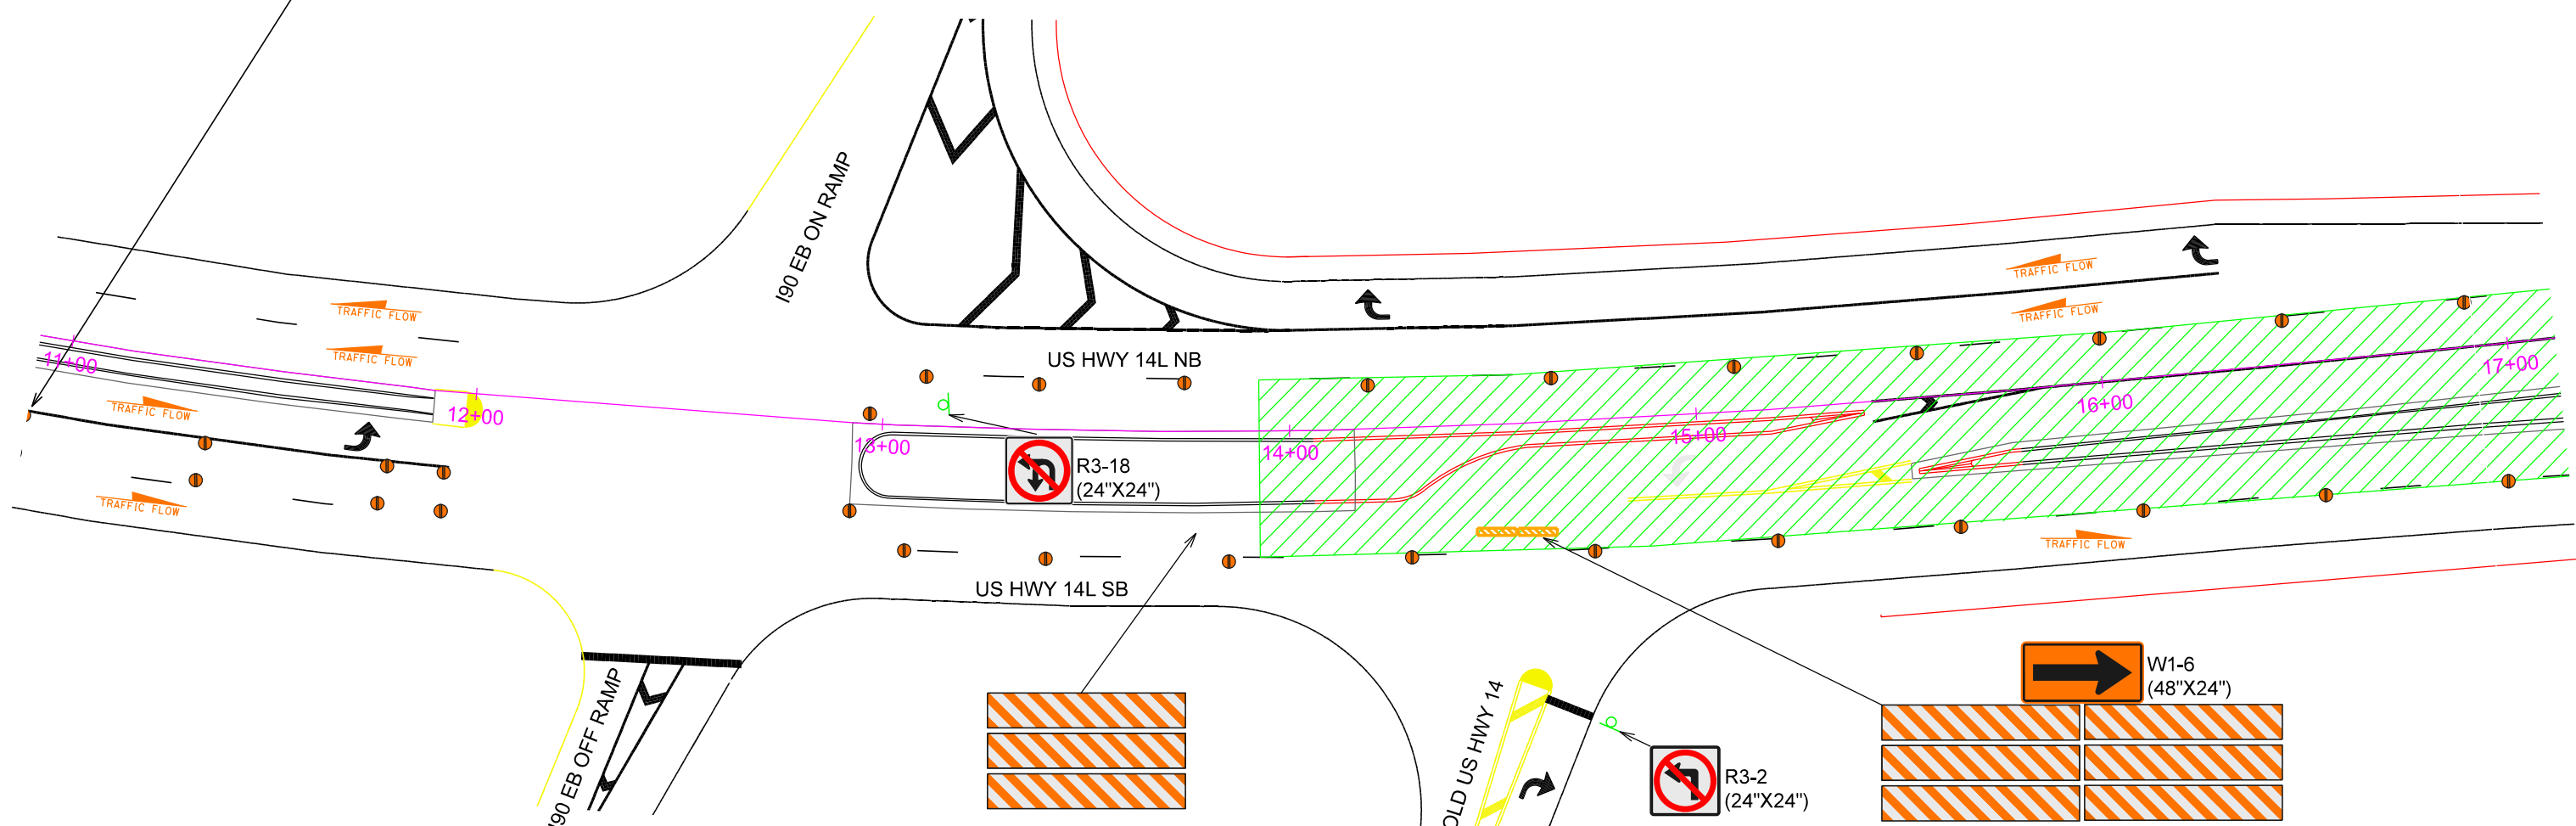 I90 EB ON RAMP
TRAFFIC FLOW
TRAFFIC FLOW
TRAFFIC FLOW
TRAFFIC FLOW
US HWY 14L NB
11+00
TRAFFIC FLOW
TRAFFIC FLOW
12+00
13+00
14+00
15+00
16+00
17+00
R3-18
(24"X24")
TRAFFIC FLOW
TRAFFIC FLOW
US HWY 14L SB
I90 EB OFF RAMP
OLD US HWY 14
R3-2
(24"X24")
W1-6
(48"X24")